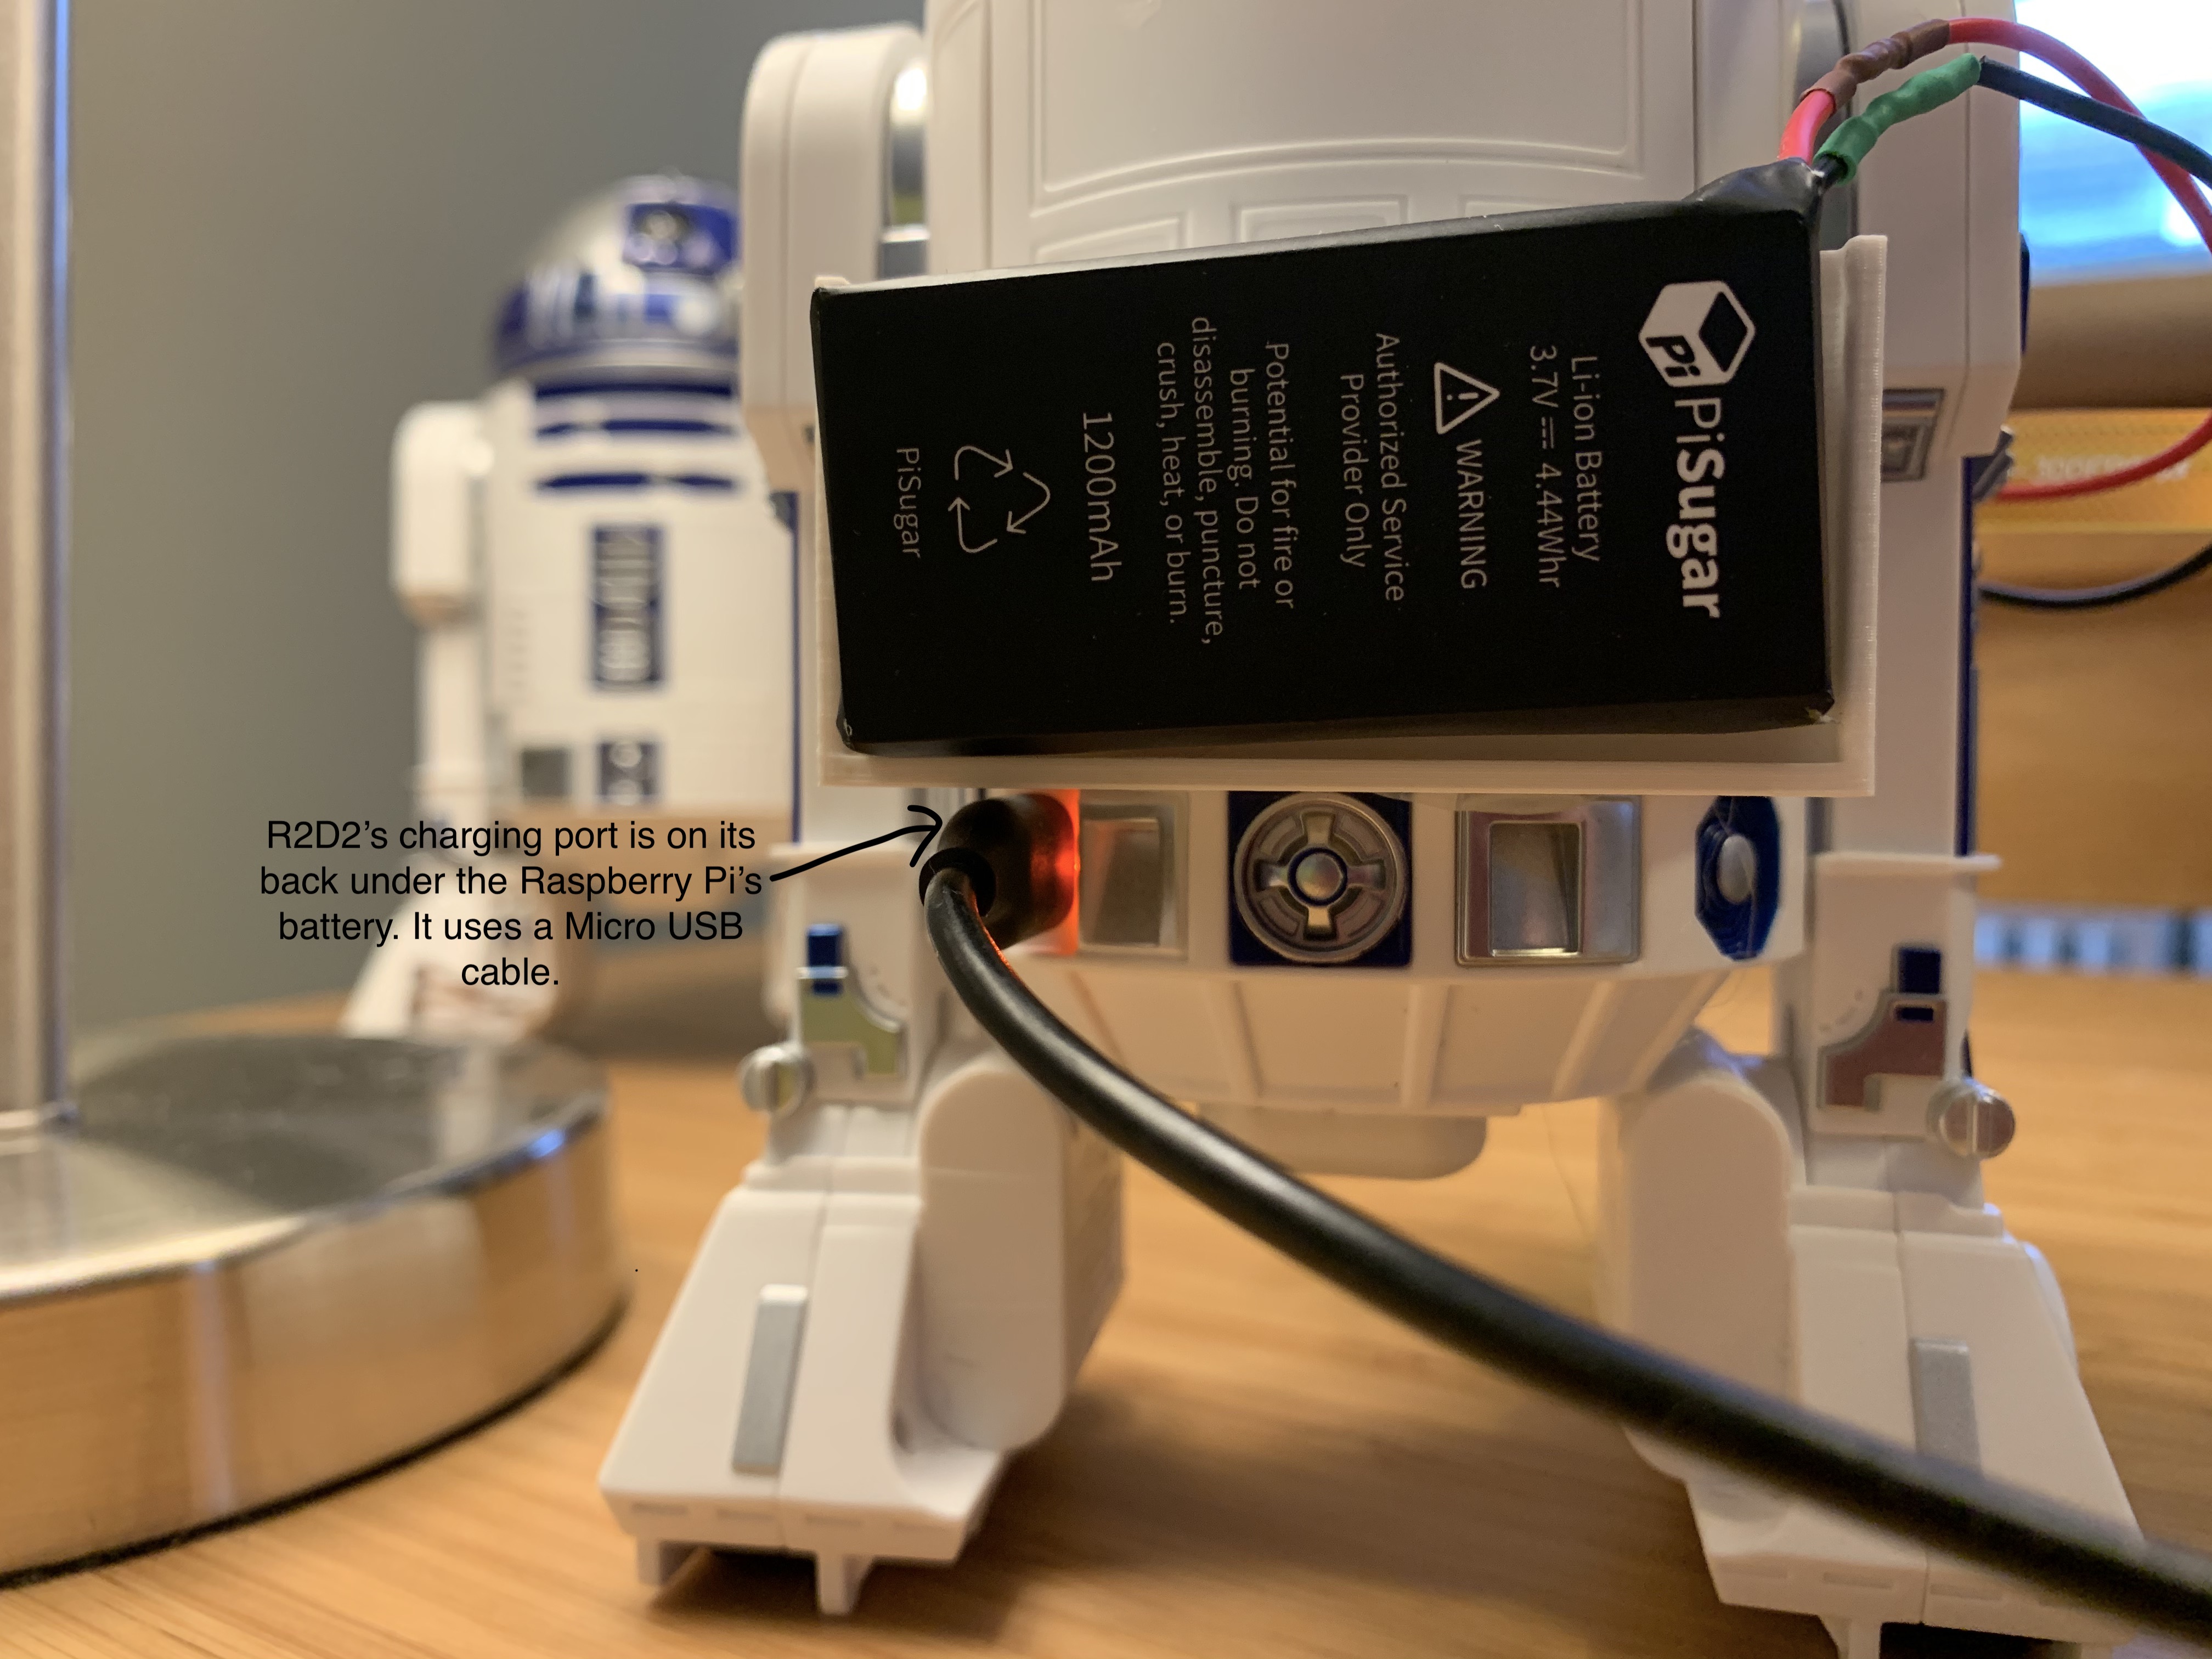 PiSugar
Li-ion Battery
3.7V⎓4.44Whr
WARNING
Authorized Service
Provider Only
Potential for fire or
burning. Do not
disassemble, puncture,
crush, heat, or burn.
1200mAh
PiSugar
Pi
R2D2’s charging port is on its
back under the Raspberry Pi’s
battery. It uses a Micro USB
cable.